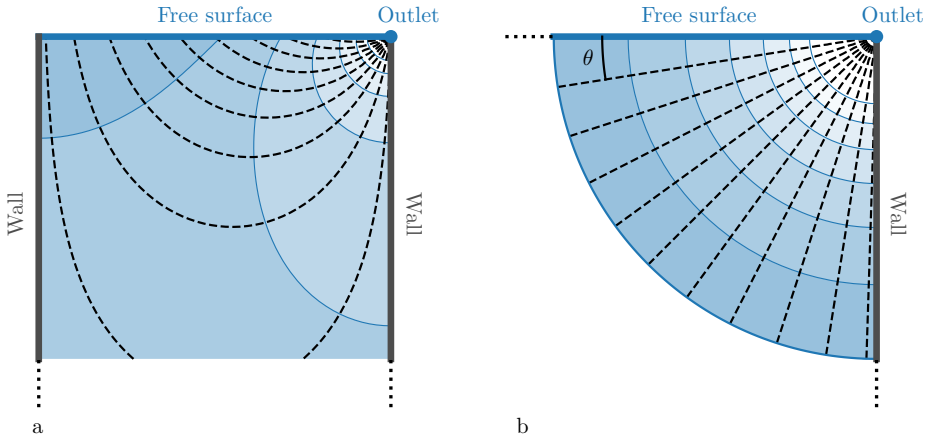 Free surface
Outlet
Wall
Wall
a
Free surface
Outlet
θ
Wall
b